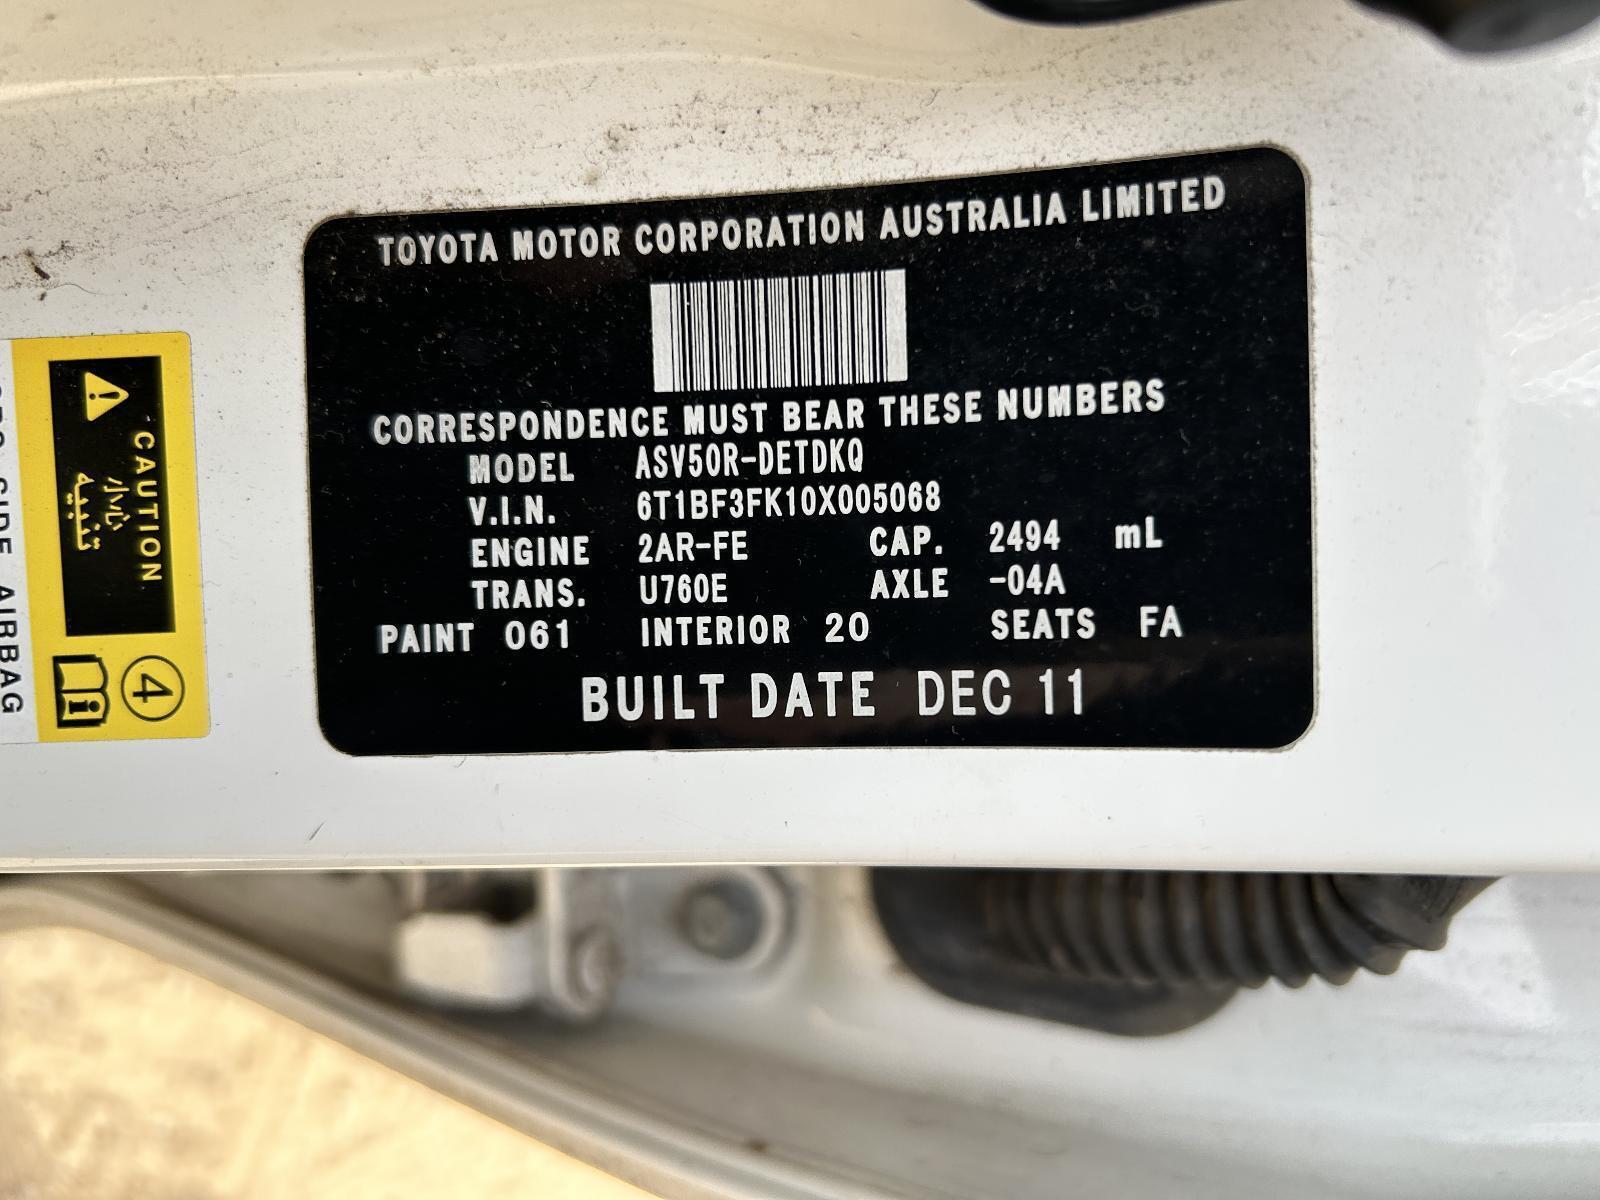 TOYOTA MOTOR CORPORATION AUSTRALIA LIMITED
CORRESPONDENCE MUST BEAR THESE NUMBERS
MODEL ASV50R-DETDKQ
V.I.N. 6T1BF3FK10X005068
ENGINE 2AR-FE CAP. 2494 mL
TRANS. U760E AXLE -04A
PAINT 061 INTERIOR 20 SEATS FA
BUILT DATE DEC 11
CAUTION
تنبيه
4
SIDE AIRBAG